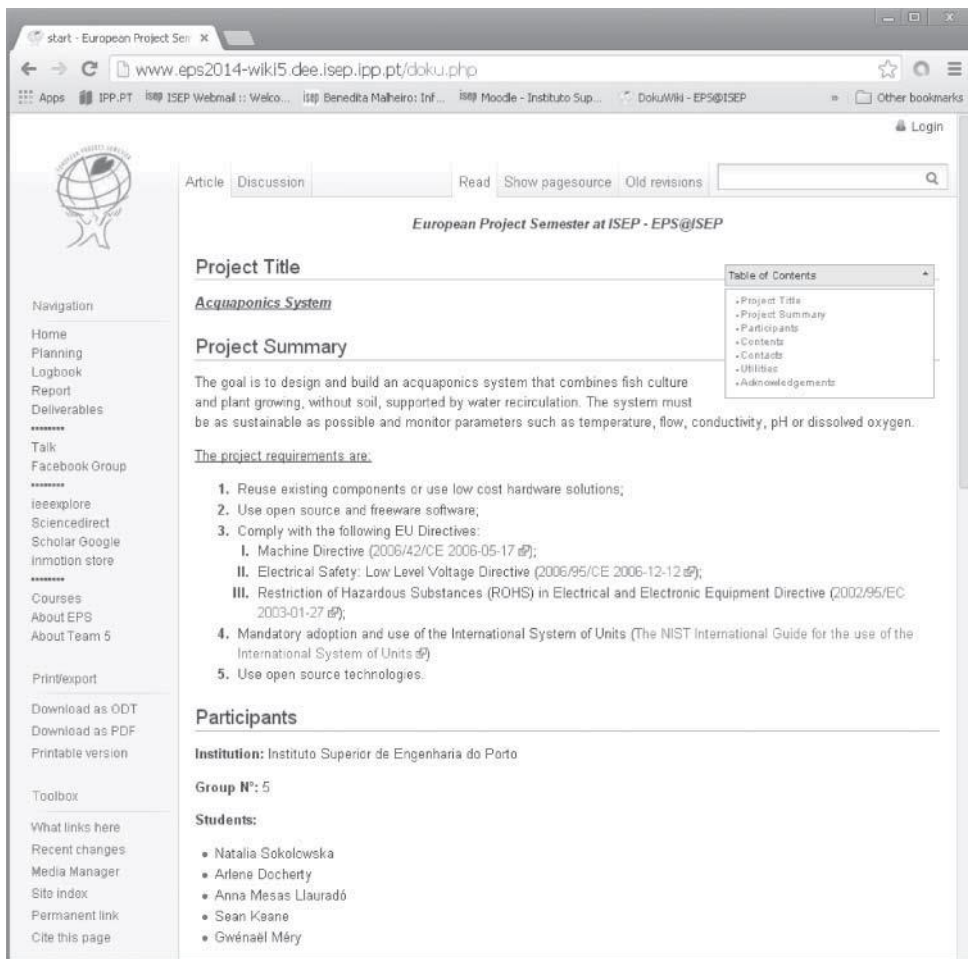 start - European Project Sem
www.eps2014-wiki5.dee.isep.ipp.pt/doku.php
Apps IPP.PT isep ISEP Webmail :: Welco... isep Benedita Malheiro: Inf... isep Moodle - Instituto Sup... DokuWiki - EPS@ISEP » Other bookmarks
Login
EUROPEAN PROJECT SEMESTER
Article Discussion Read Show pagesource Old revisions
European Project Semester at ISEP - EPS@ISEP
Project Title
Acquaponics System
Project Summary
The goal is to design and build an acquaponics system that combines fish culture
and plant growing, without soil, supported by water recirculation. The system must
be as sustainable as possible and monitor parameters such as temperature, flow, conductivity, pH or dissolved oxygen.
The project requirements are:
1. Reuse existing components or use low cost hardware solutions;
2. Use open source and freeware software;
3. Comply with the following EU Directives:
I. Machine Directive (2006/42/CE 2006-05-17);
II. Electrical Safety: Low Level Voltage Directive (2006/95/CE 2006-12-12);
III. Restriction of Hazardous Substances (ROHS) in Electrical and Electronic Equipment Directive (2002/95/EC
2003-01-27);
4. Mandatory adoption and use of the International System of Units (The NIST International Guide for the use of the
International System of Units)
5. Use open source technologies.
Participants
Institution: Instituto Superior de Engenharia do Porto
Group Nº: 5
Students:
Natalia Sokolowska
Arlene Docherty
Anna Mesas Llauradó
Sean Keane
Gwénaël Méry
Table of Contents
Project Title
Project Summary
Participants
Contents
Contacts
Utilities
Acknowledgements
Navigation
Home
Planning
Logbook
Report
Deliverables
********
Talk
Facebook Group
********
ieeexplore
Sciencedirect
Scholar Google
inmotion store
********
Courses
About EPS
About Team 5
Print/export
Download as ODT
Download as PDF
Printable version
Toolbox
What links here
Recent changes
Media Manager
Site index
Permanent link
Cite this page